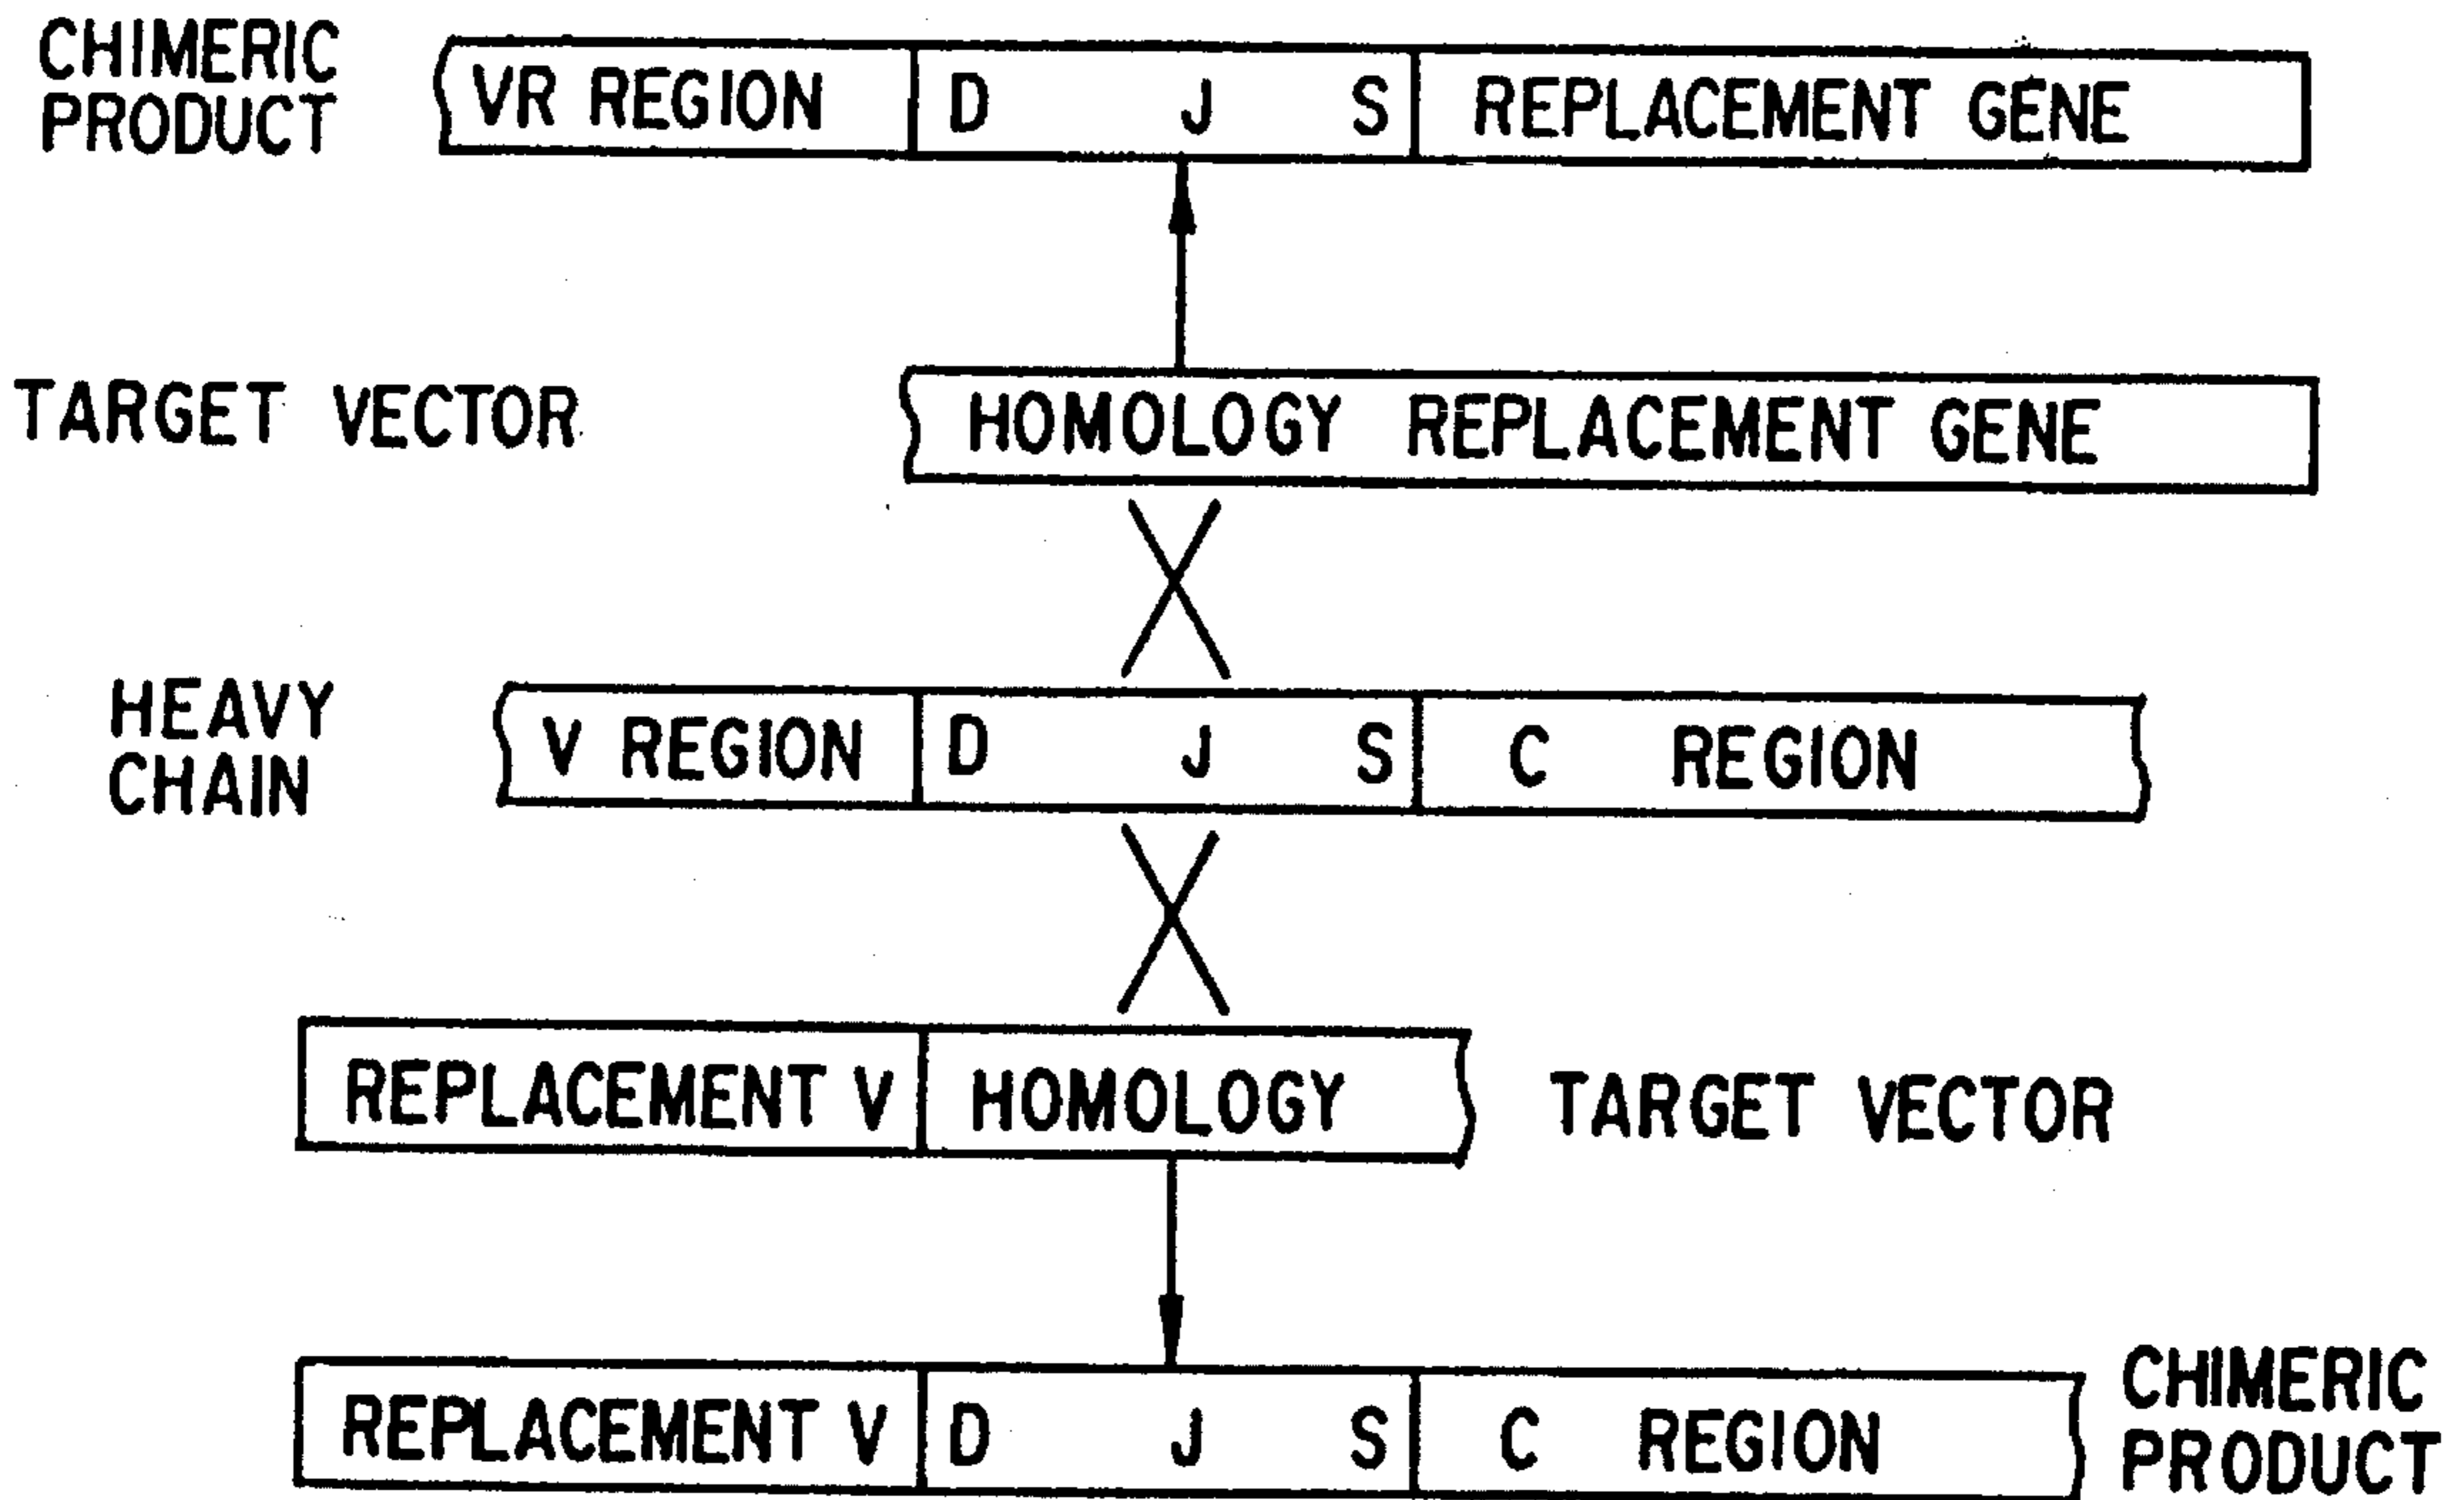 CHIMERIC
PRODUCT
VR REGION D J S REPLACEMENT GENE
TARGET VECTOR
HOMOLOGY REPLACEMENT GENE
HEAVY
CHAIN
V REGION D J S C REGION
REPLACEMENT V HOMOLOGY
TARGET VECTOR
REPLACEMENT V D J S C REGION
CHIMERIC
PRODUCT